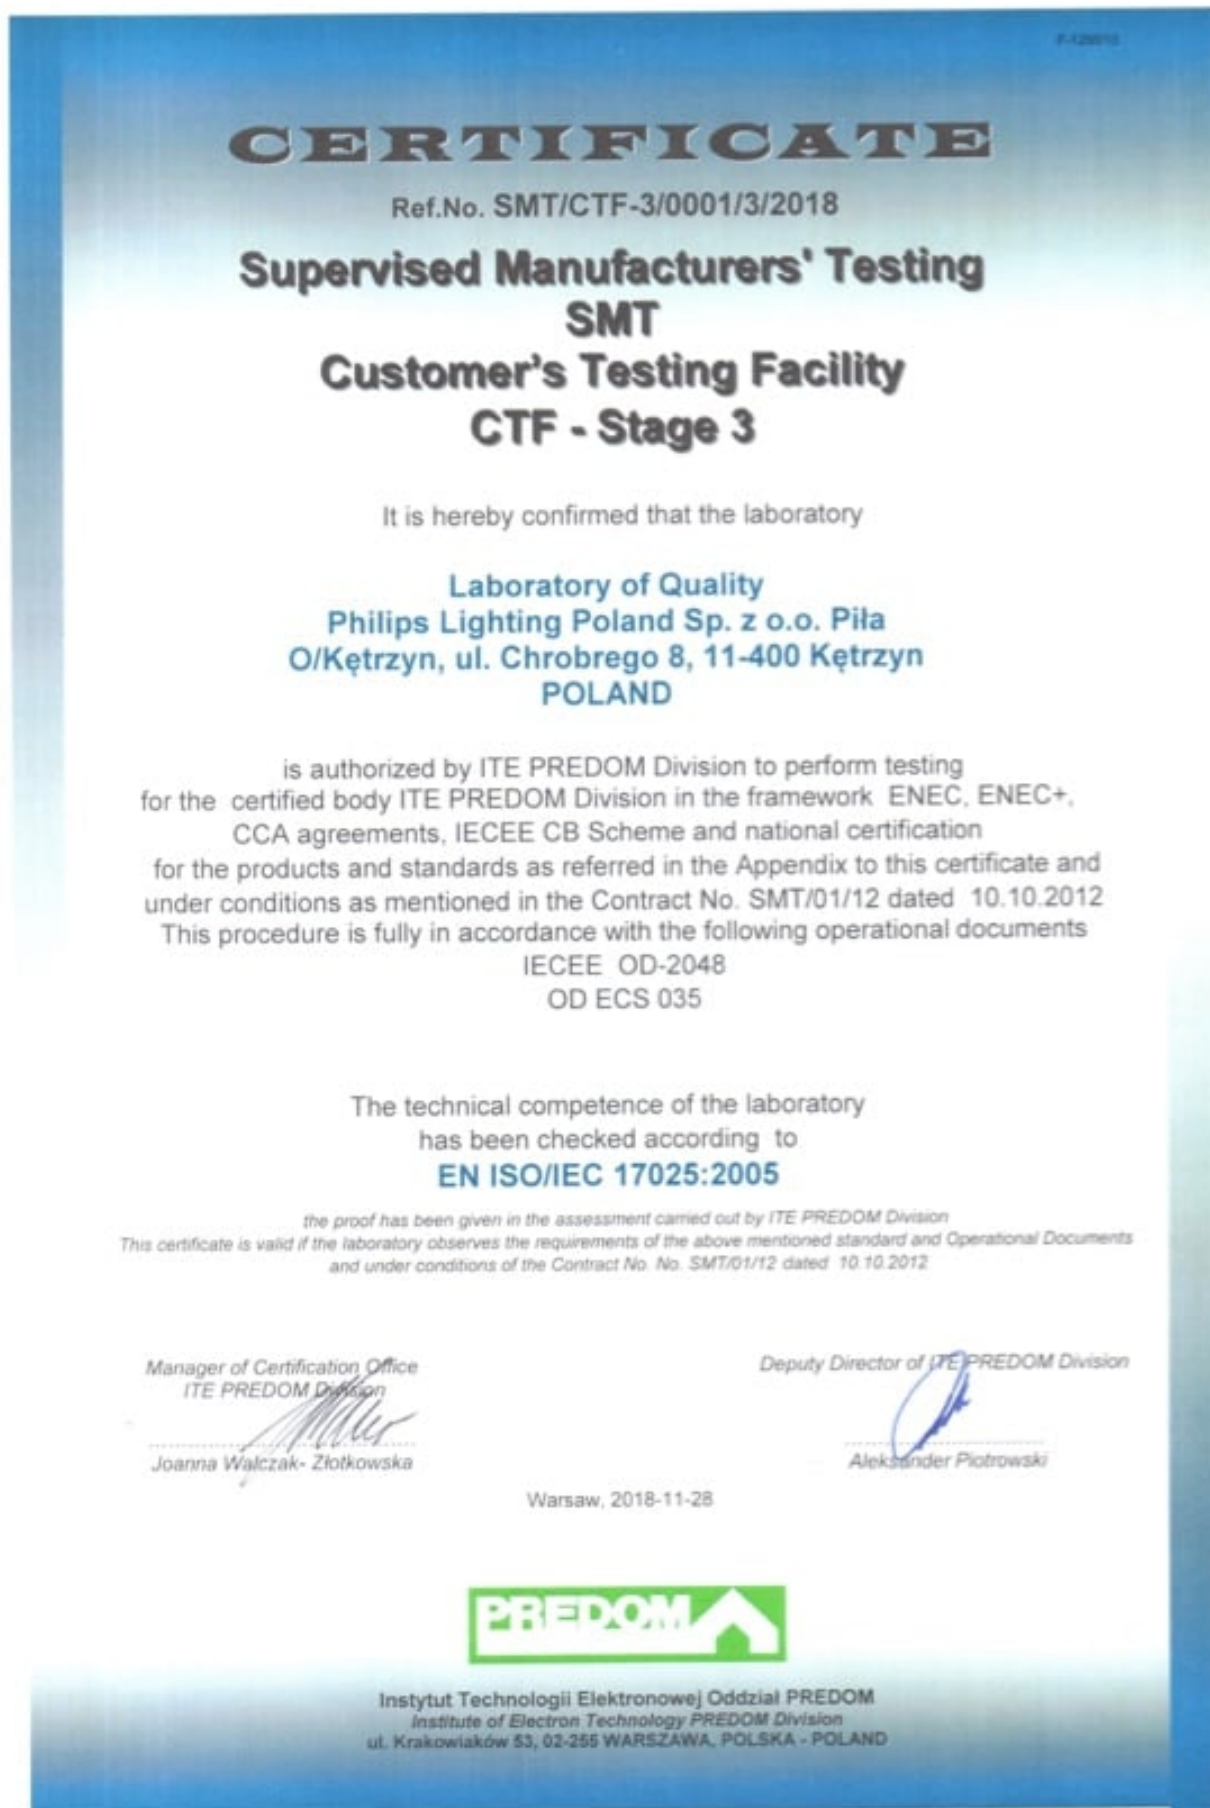 CERTIFICATE
Ref.No. SMT/CTF-3/0001/3/2018
Supervised Manufacturers' Testing
SMT
Customer's Testing Facility
CTF - Stage 3
It is hereby confirmed that the laboratory
Laboratory of Quality
Philips Lighting Poland Sp. z o.o. Piła
O/Kętrzyn, ul. Chrobrego 8, 11-400 Kętrzyn
POLAND
is authorized by ITE PREDOM Division to perform testing
for the certified body ITE PREDOM Division in the framework ENEC, ENEC+,
CCA agreements, IECEE CB Scheme and national certification
for the products and standards as referred in the Appendix to this certificate and
under conditions as mentioned in the Contract No. SMT/01/12 dated 10.10.2012
This procedure is fully in accordance with the following operational documents
IECEE OD-2048
OD ECS 035
The technical competence of the laboratory
has been checked according to
EN ISO/IEC 17025:2005
the proof has been given in the assessment carried out by ITE PREDOM Division
This certificate is valid if the laboratory observes the requirements of the above mentioned standard and Operational Documents
and under conditions of the Contract No. No. SMT/01/12 dated 10.10.2012
Manager of Certification Office
ITE PREDOM Division
Joanna Walczak- Złotkowska
Deputy Director of ITE PREDOM Division
Aleksander Piotrowski
Warsaw, 2018-11-28
PREDOM
Instytut Technologii Elektronowej Oddział PREDOM
Institute of Electron Technology PREDOM Division
ul. Krakowiaków 53, 02-255 WARSZAWA, POLSKA - POLAND